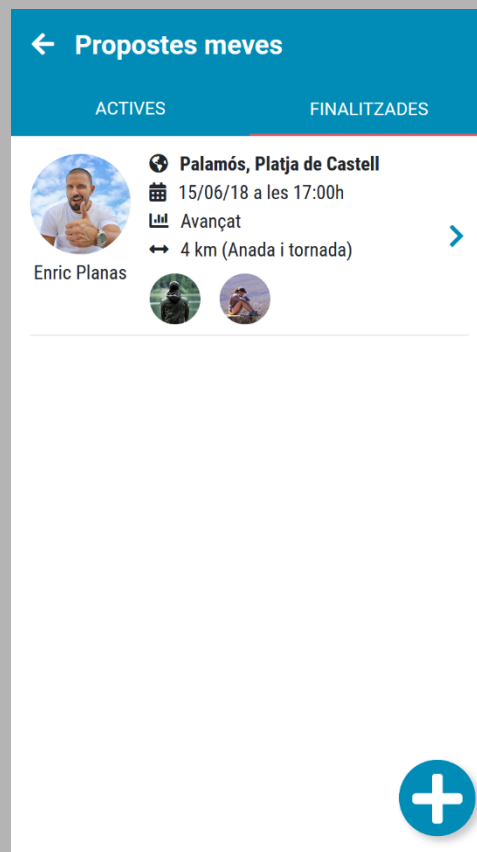 Propostes meves
ACTIVES
FINALITZADES
Palamós, Platja de Castell
15/06/18 a les 17:00h
Avançat
4 km (Anada i tornada)
Enric Planas